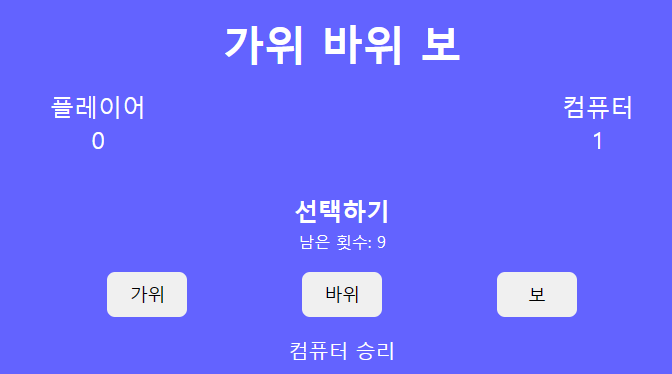 가위 바위 보
플레이어
0
컴퓨터
1
선택하기
남은 횟수: 9
가위
바위
보
컴퓨터 승리